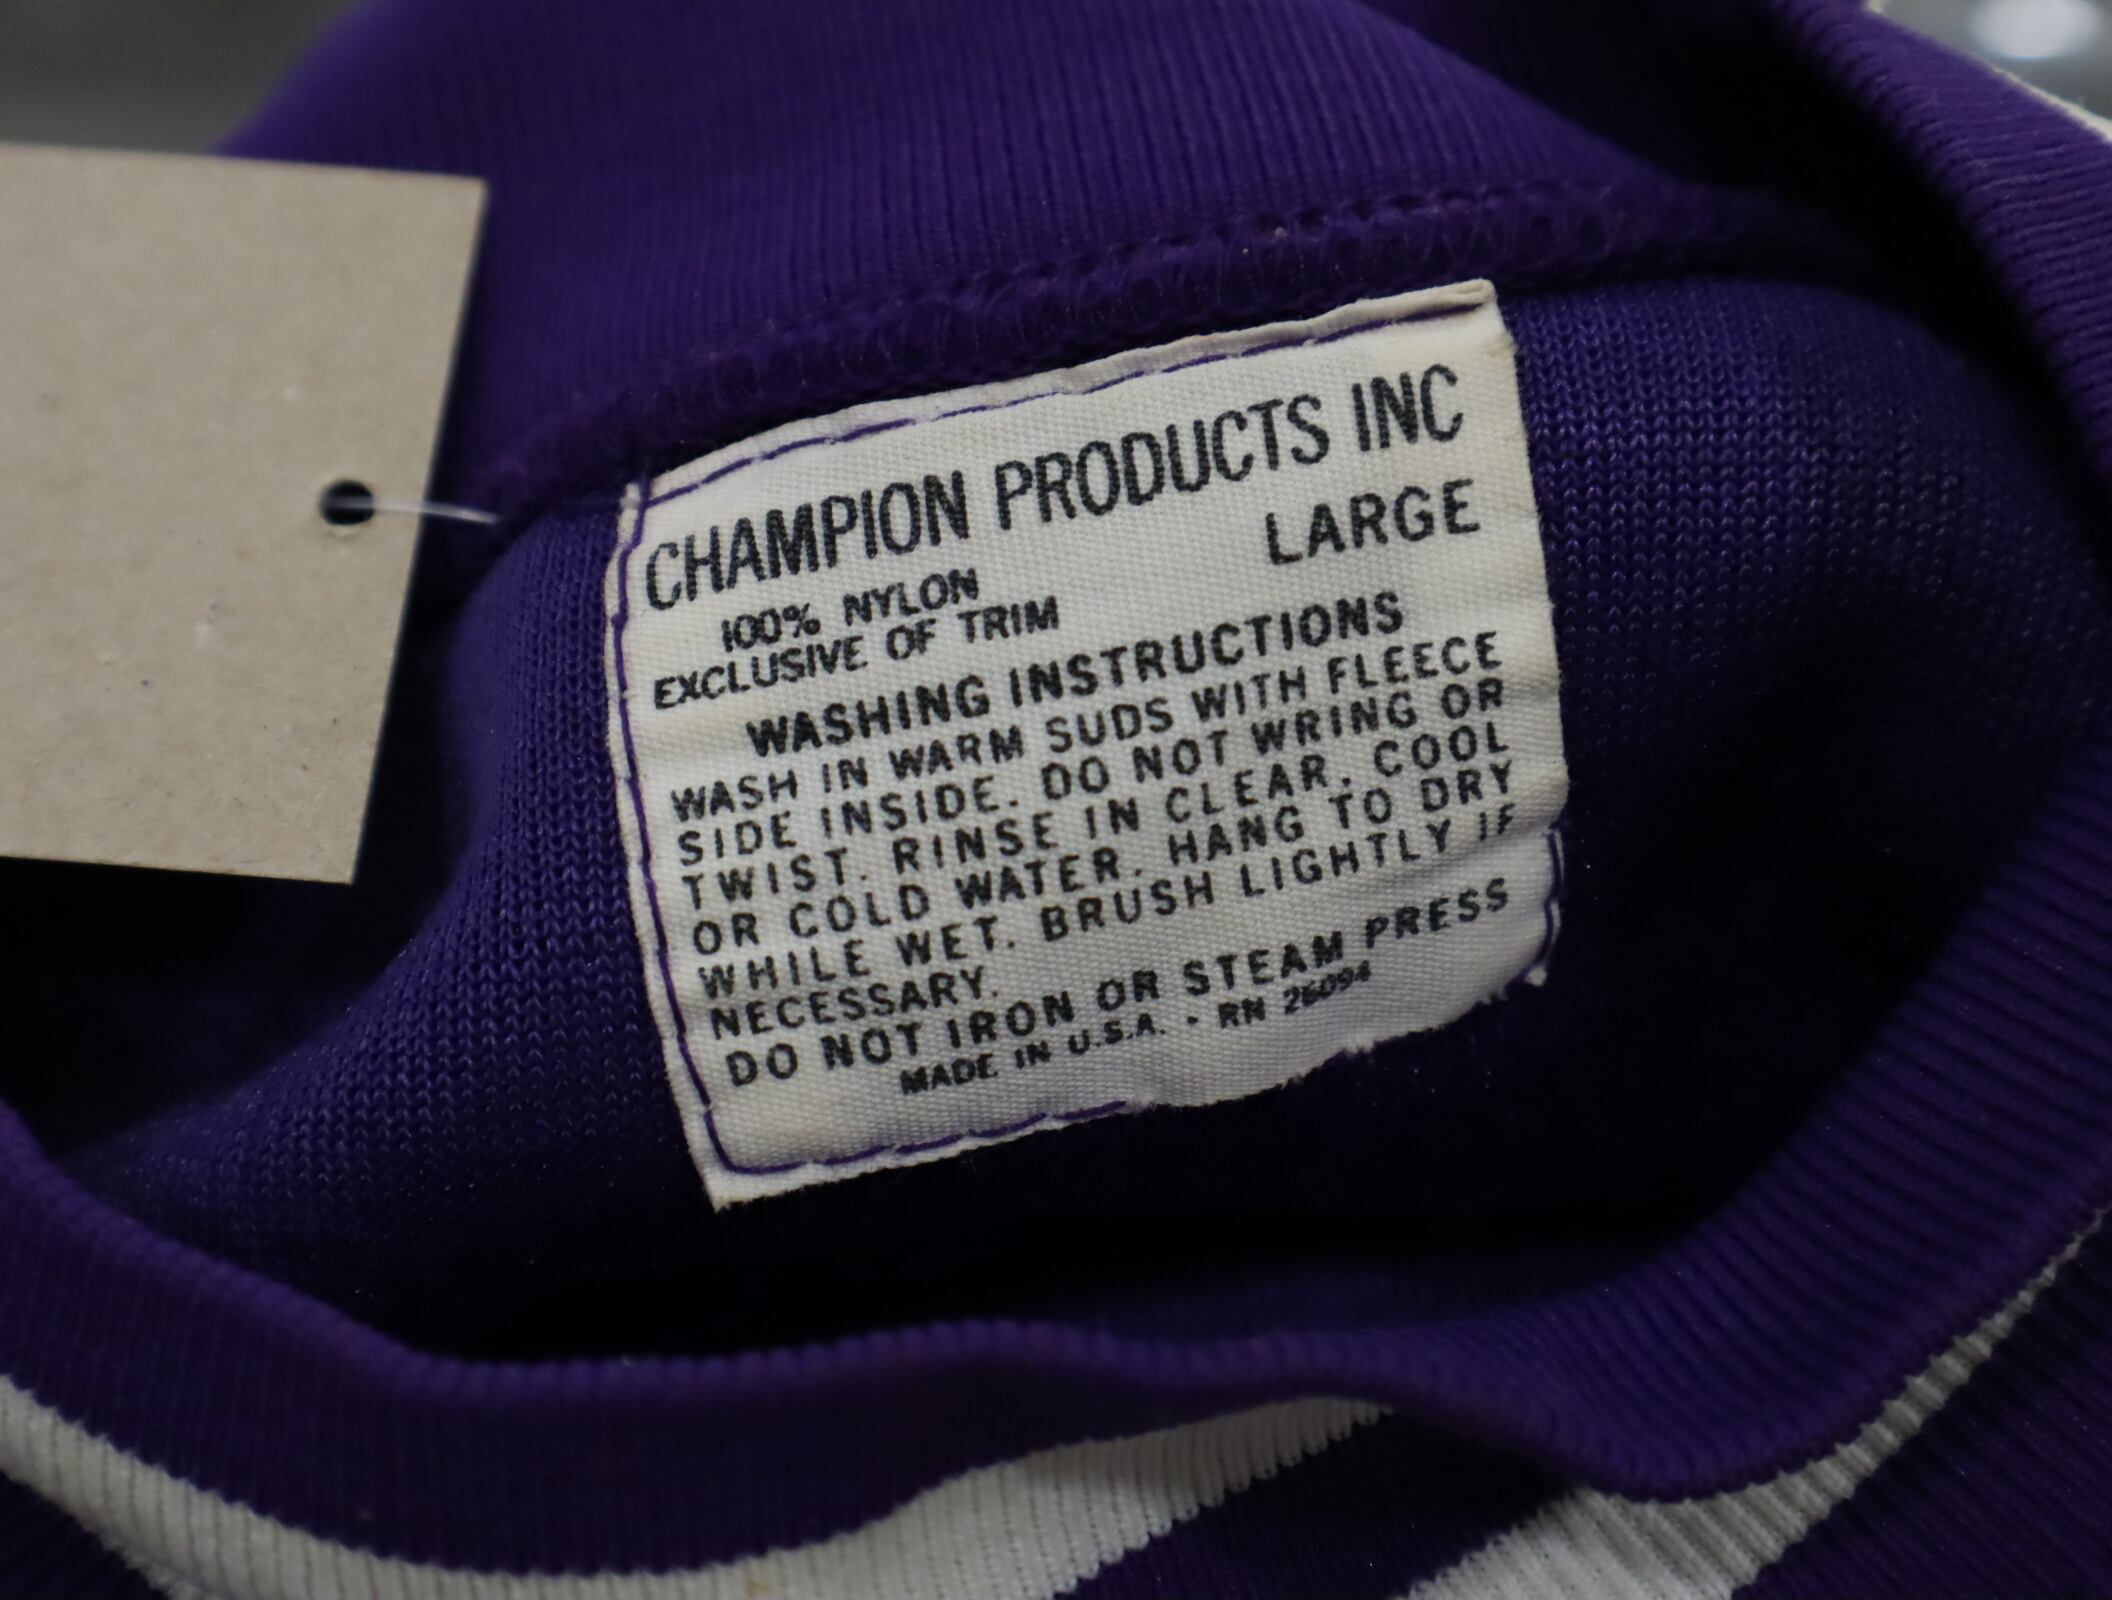 CHAMPION PRODUCTS INC
LARGE
100% NYLON
EXCLUSIVE OF TRIM
WASHING INSTRUCTIONS
WASH IN WARM SUDS WITH FLEECE
SIDE INSIDE. DO NOT WRING OR
TWIST. RINSE IN CLEAR, COOL
OR COLD WATER. HANG TO DRY
WHILE WET. BRUSH LIGHTLY IF
NECESSARY.
DO NOT IRON OR STEAM PRESS
MADE IN U.S.A. - RN 26094